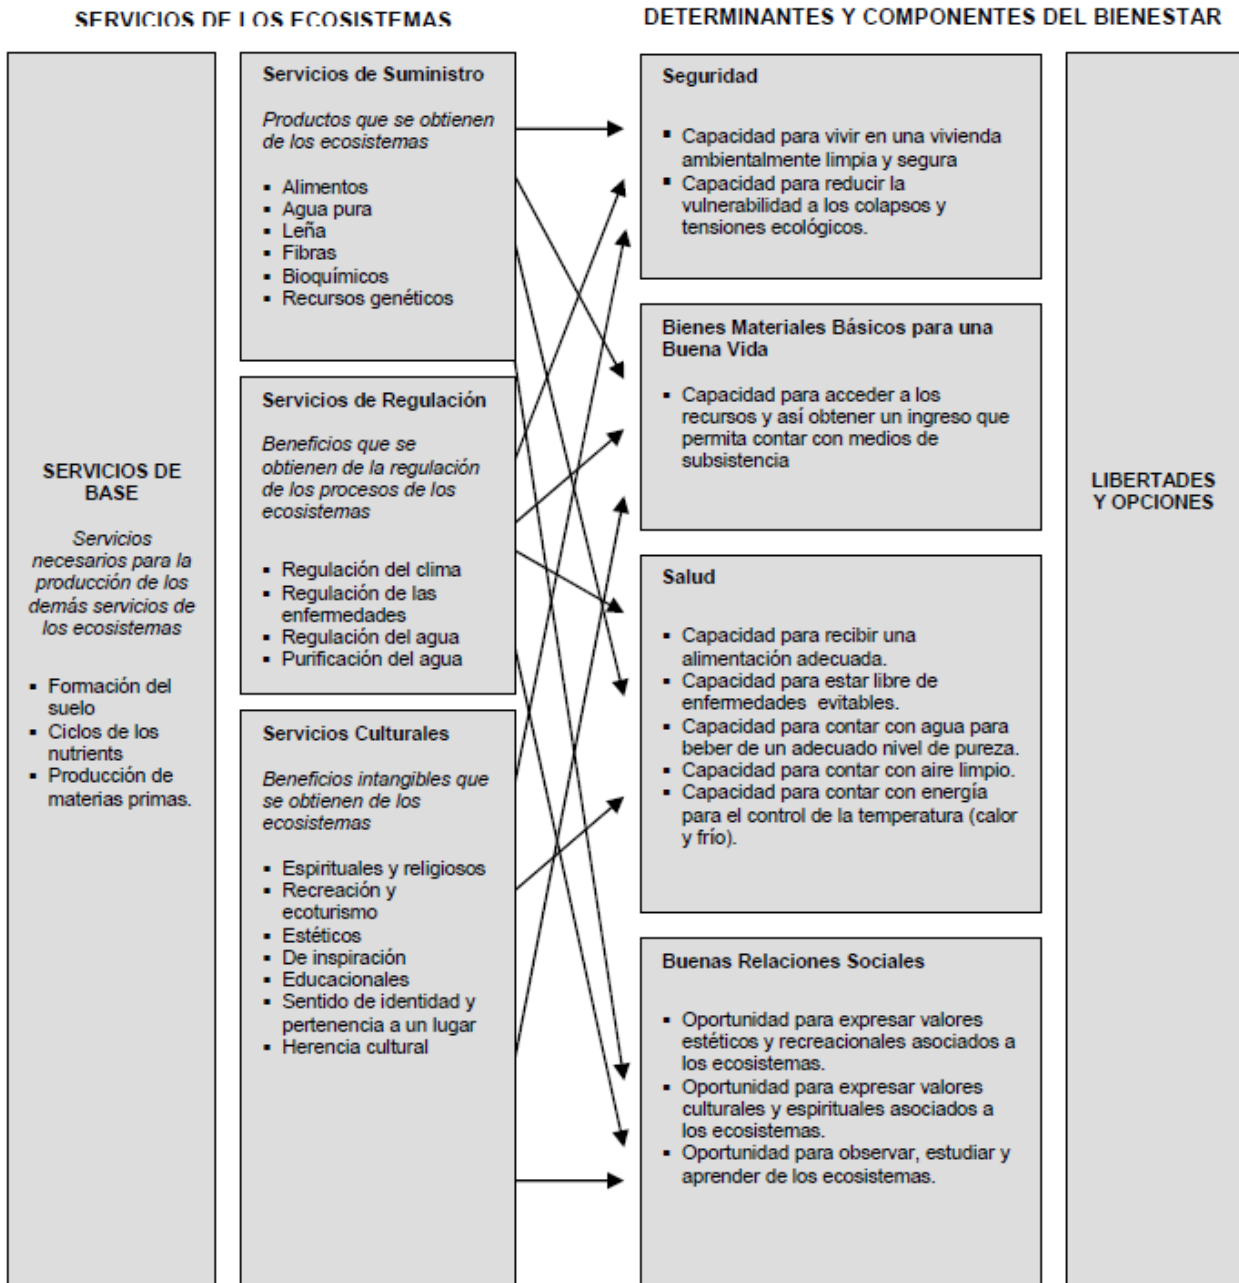 SERVICIOS DE LOS ECOSISTEMAS
DETERMINANTES Y COMPONENTES DEL BIENESTAR
SERVICIOS DE
BASE
Servicios
necesarios para la
producción de los
demás servicios de
los ecosistemas
▪ Formación del
suelo
▪ Ciclos de los
nutrients
▪ Producción de
materias primas.
Servicios de Suministro
Productos que se obtienen
de los ecosistemas
▪ Alimentos
▪ Agua pura
▪ Leña
▪ Fibras
▪ Bioquímicos
▪ Recursos genéticos
Servicios de Regulación
Beneficios que se
obtienen de la regulación
de los procesos de los
ecosistemas
▪ Regulación del clima
▪ Regulación de las
enfermedades
▪ Regulación del agua
▪ Purificación del agua
Servicios Culturales
Beneficios intangibles que
se obtienen de los
ecosistemas
▪ Espirituales y religiosos
▪ Recreación y
ecoturismo
▪ Estéticos
▪ De inspiración
▪ Educacionales
▪ Sentido de identidad y
pertenencia a un lugar
▪ Herencia cultural
Seguridad
▪ Capacidad para vivir en una vivienda
ambientalmente limpia y segura
▪ Capacidad para reducir la
vulnerabilidad a los colapsos y
tensiones ecológicos.
Bienes Materiales Básicos para una
Buena Vida
▪ Capacidad para acceder a los
recursos y así obtener un ingreso que
permita contar con medios de
subsistencia
Salud
▪ Capacidad para recibir una
alimentación adecuada.
▪ Capacidad para estar libre de
enfermedades evitables.
▪ Capacidad para contar con agua para
beber de un adecuado nivel de pureza.
▪ Capacidad para contar con aire limpio.
▪ Capacidad para contar con energía
para el control de la temperatura (calor
y frío).
Buenas Relaciones Sociales
▪ Oportunidad para expresar valores
estéticos y recreacionales asociados a
los ecosistemas.
▪ Oportunidad para expresar valores
culturales y espirituales asociados a
los ecosistemas.
▪ Oportunidad para observar, estudiar y
aprender de los ecosistemas.
LIBERTADES
Y OPCIONES